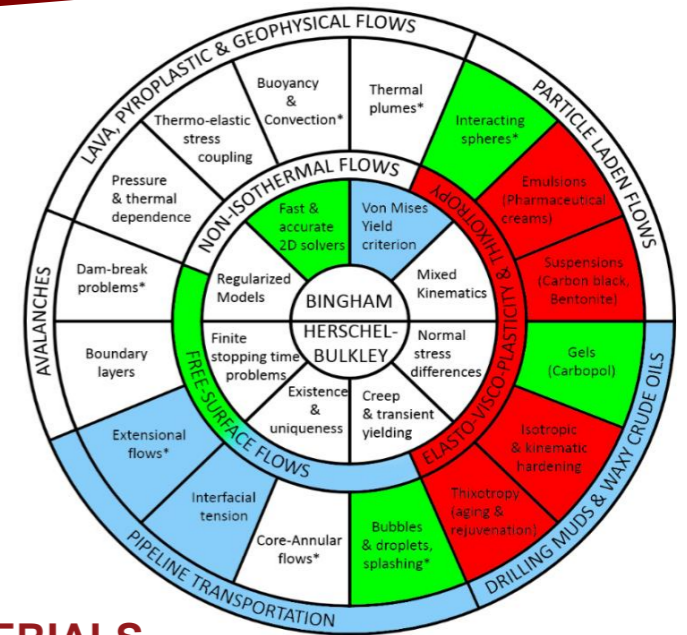 LAVA, PYROPLASTIC & GEOPHYSICAL FLOWS
PARTICLE LADEN FLOWS
DRILLING MUDS & WAXY CRUDE OILS
PIPELINE TRANSPORTATION
AVALANCHES
Buoyancy
&
Convection*
Thermal
plumes*
Interacting
spheres*
Emulsions
(Pharmaceutical
creams)
Suspensions
(Carbon black,
Bentonite)
Gels
(Carbopol)
Isotropic
& kinematic
hardening
Thixotropy
(aging &
rejuvenation)
Bubbles
& droplets,
splashing*
Core-Annular
flows*
Interfacial
tension
Extensional
flows*
Boundary
layers
Dam-break
problems*
Pressure
& thermal
dependence
Thermo-elastic
stress
coupling
NON-ISOTHERMAL FLOWS
ELASTO-VISCO-PLASTICITY & THIXOTROPY
FREE-SURFACE FLOWS
Fast &
accurate
2D solvers
Von Mises
Yield
criterion
Mixed
Kinematics
Normal
stress
differences
Creep
& transient
yielding
Existence
&
uniqueness
Finite
stopping time
problems
Regularized
Models
BINGHAM
HERSCHEL-
BULKLEY